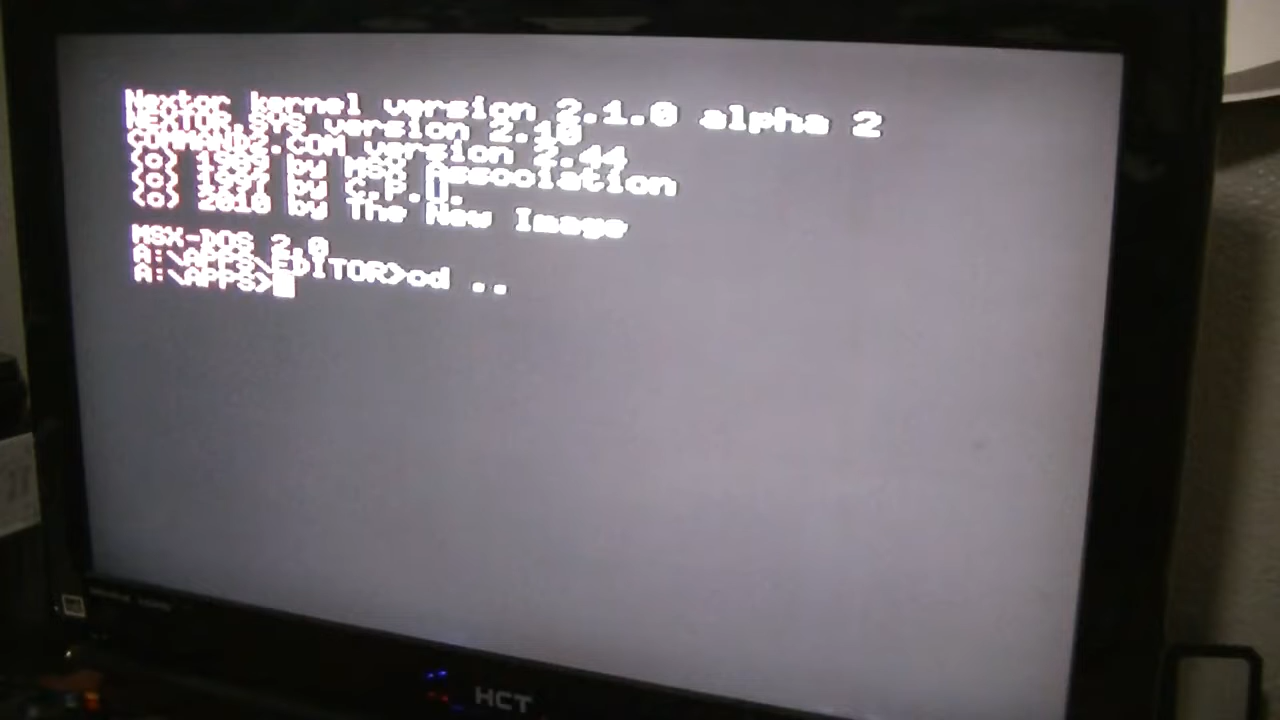 Nextor kernel version 2.1.0 alpha 2
NEXTOR.SYS version 2.10
COMMAND2.COM version 2.44
(c) 1989 by MSX Association
(c) 1997 by C.P.U.
(c) 2010 by The New Image
MSX-DOS 2.0
A:\APPS\EDITOR>cd ..
A:\APPS>
HCT